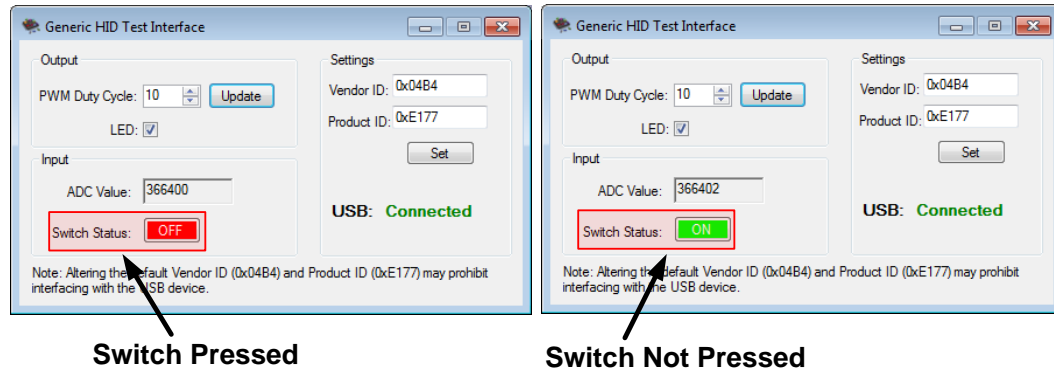 Generic HID Test Interface
Output
PWM Duty Cycle: 10 Update
LED:
Input
ADC Value: 366400
Switch Status: OFF
Settings
Vendor ID: 0x04B4
Product ID: 0xE177
Set
USB: Connected
Note: Altering the default Vendor ID (0x04B4) and Product ID (0xE177) may prohibit
interfacing with the USB device.
Switch Pressed
Generic HID Test Interface
Output
PWM Duty Cycle: 10 Update
LED:
Input
ADC Value: 366402
Switch Status: ON
Settings
Vendor ID: 0x04B4
Product ID: 0xE177
Set
USB: Connected
Note: Altering the default Vendor ID (0x04B4) and Product ID (0xE177) may prohibit
interfacing with the USB device.
Switch Not Pressed